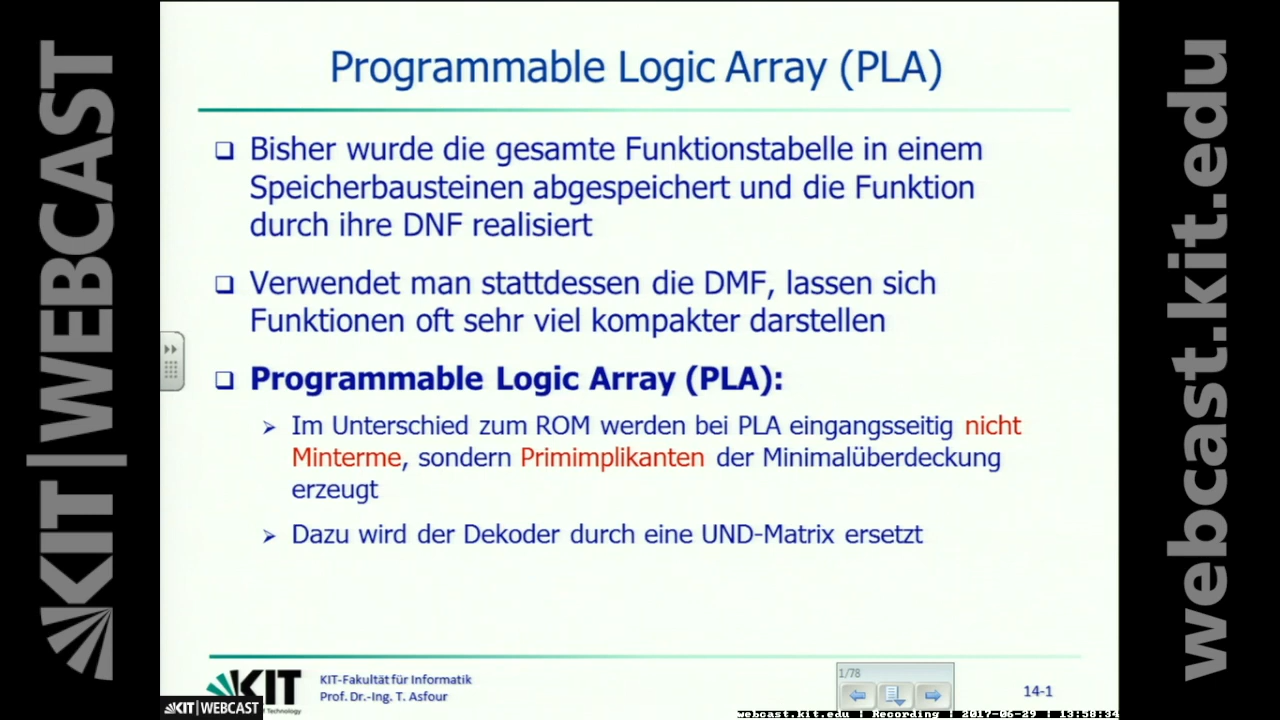 Programmable Logic Array (PLA)
Bisher wurde die gesamte Funktionstabelle in einem
Speicherbausteinen abgespeichert und die Funktion
durch ihre DNF realisiert
Verwendet man stattdessen die DMF, lassen sich
Funktionen oft sehr viel kompakter darstellen
Programmable Logic Array (PLA):
Im Unterschied zum ROM werden bei PLA eingangsseitig nicht
Minterme, sondern Primimplikanten der Minimalüberdeckung
erzeugt
Dazu wird der Dekoder durch eine UND-Matrix ersetzt
KIT
KIT-Fakultät für Informatik
Prof. Dr.-Ing. T. Asfour
1/78
14-1
KIT|WEBCAST
Technology
webcast.kit.edu | Recording | 2017-06-29 | 13:58:34
KIT|WEBCAST
webcast.kit.edu